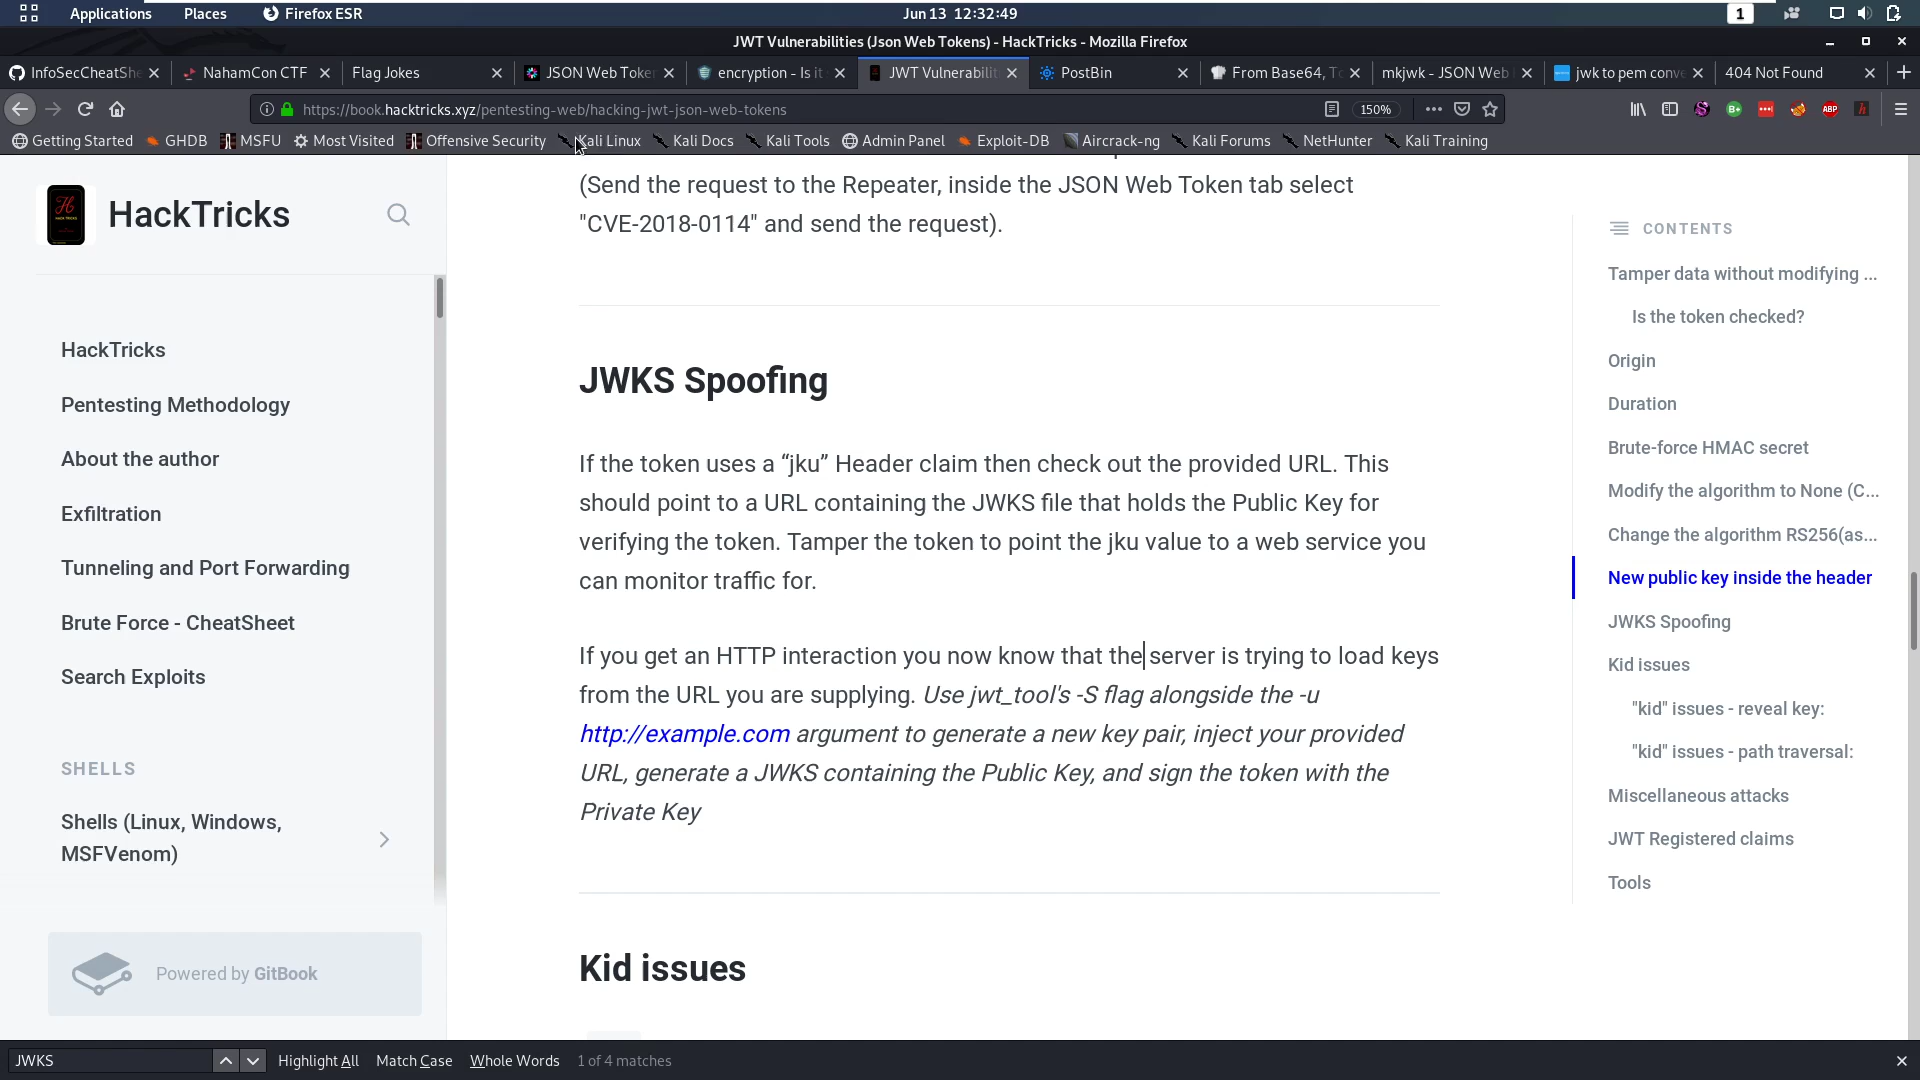 Applications Places Firefox ESR Jun 13 12:32:49 1
JWT Vulnerabilities (Json Web Tokens) - HackTricks - Mozilla Firefox
InfoSecCheatShe NahamCon CTF Flag Jokes JSON Web Token encryption - Is it JWT Vulnerabiliti PostBin From Base64, To mkjwk - JSON Web jwk to pem conve 404 Not Found
https://book.hacktricks.xyz/pentesting-web/hacking-jwt-json-web-tokens 150%
Getting Started GHDB MSFU Most Visited Offensive Security Kali Linux Kali Docs Kali Tools Admin Panel Exploit-DB Aircrack-ng Kali Forums NetHunter Kali Training
HackTricks
HackTricks
Pentesting Methodology
About the author
Exfiltration
Tunneling and Port Forwarding
Brute Force - CheatSheet
Search Exploits
SHELLS
Shells (Linux, Windows,
MSFVenom)
Powered by GitBook
(Send the request to the Repeater, inside the JSON Web Token tab select
"CVE-2018-0114" and send the request).
JWKS Spoofing
If the token uses a “jku” Header claim then check out the provided URL. This
should point to a URL containing the JWKS file that holds the Public Key for
verifying the token. Tamper the token to point the jku value to a web service you
can monitor traffic for.
If you get an HTTP interaction you now know that the server is trying to load keys
from the URL you are supplying. Use jwt_tool's -S flag alongside the -u
http://example.com argument to generate a new key pair, inject your provided
URL, generate a JWKS containing the Public Key, and sign the token with the
Private Key
Kid issues
CONTENTS
Tamper data without modifying ...
Is the token checked?
Origin
Duration
Brute-force HMAC secret
Modify the algorithm to None (C...
Change the algorithm RS256(as...
New public key inside the header
JWKS Spoofing
Kid issues
"kid" issues - reveal key:
"kid" issues - path traversal:
Miscellaneous attacks
JWT Registered claims
Tools
JWKS Highlight All Match Case Whole Words 1 of 4 matches